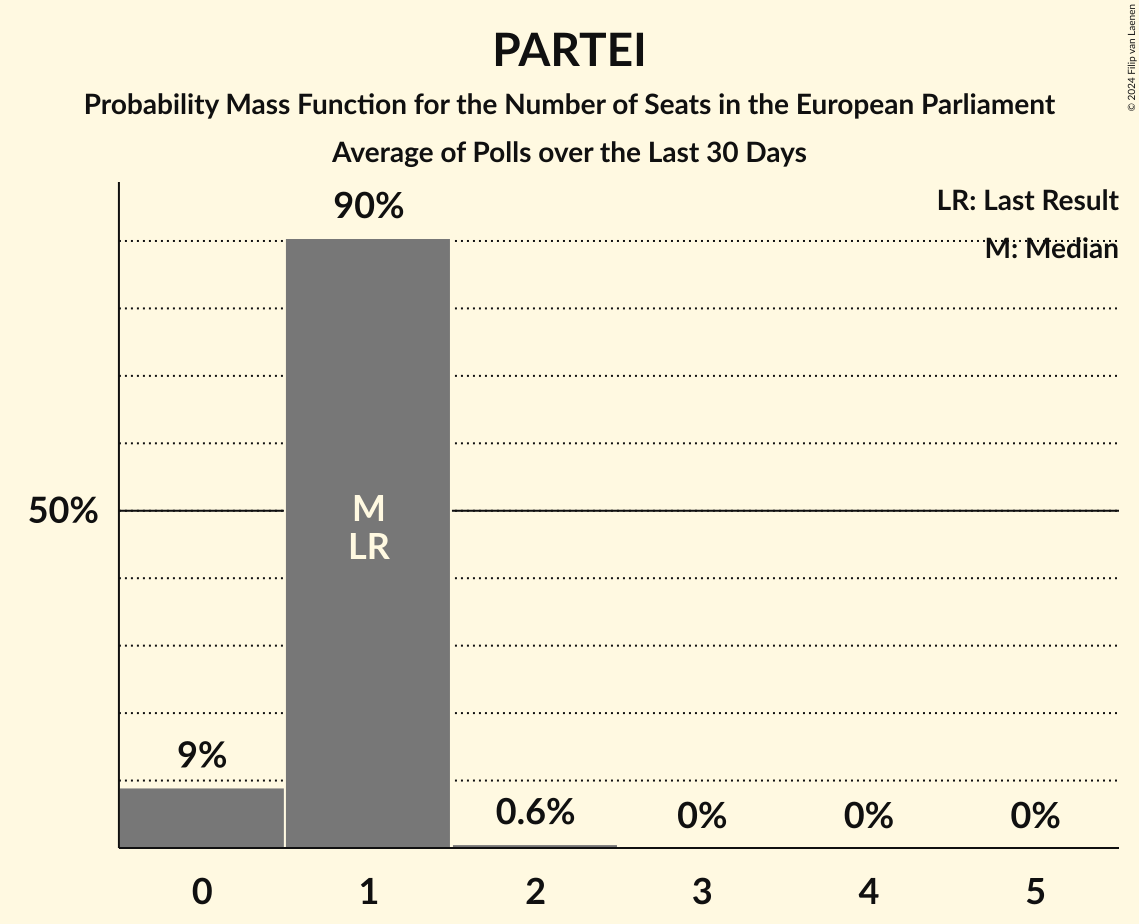 PARTEI
Probability Mass Function for the Number of Seats in the European Parliament
Average of Polls over the Last 30 Days
© 2024 Filip van Laenen
LR: Last Result
M: Median
90%
50%
M
LR
9%
0.6%
0%
0%
0%
0
1
2
3
4
5